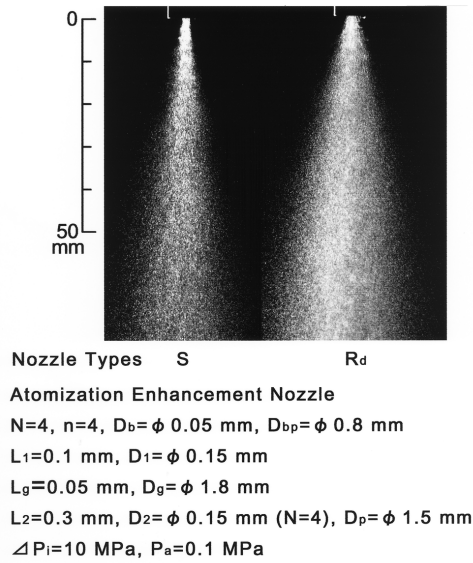 0
50
mm
Nozzle Types S Rd
Atomization Enhancement Nozzle
N=4, n=4, Db=ϕ 0.05 mm, Dbp=ϕ 0.8 mm
L1=0.1 mm, D1=ϕ 0.15 mm
Lg=0.05 mm, Dg=ϕ 1.8 mm
L2=0.3 mm, D2=ϕ 0.15 mm (N=4), Dp=ϕ 1.5 mm
⊿Pi=10 MPa, Pa=0.1 MPa